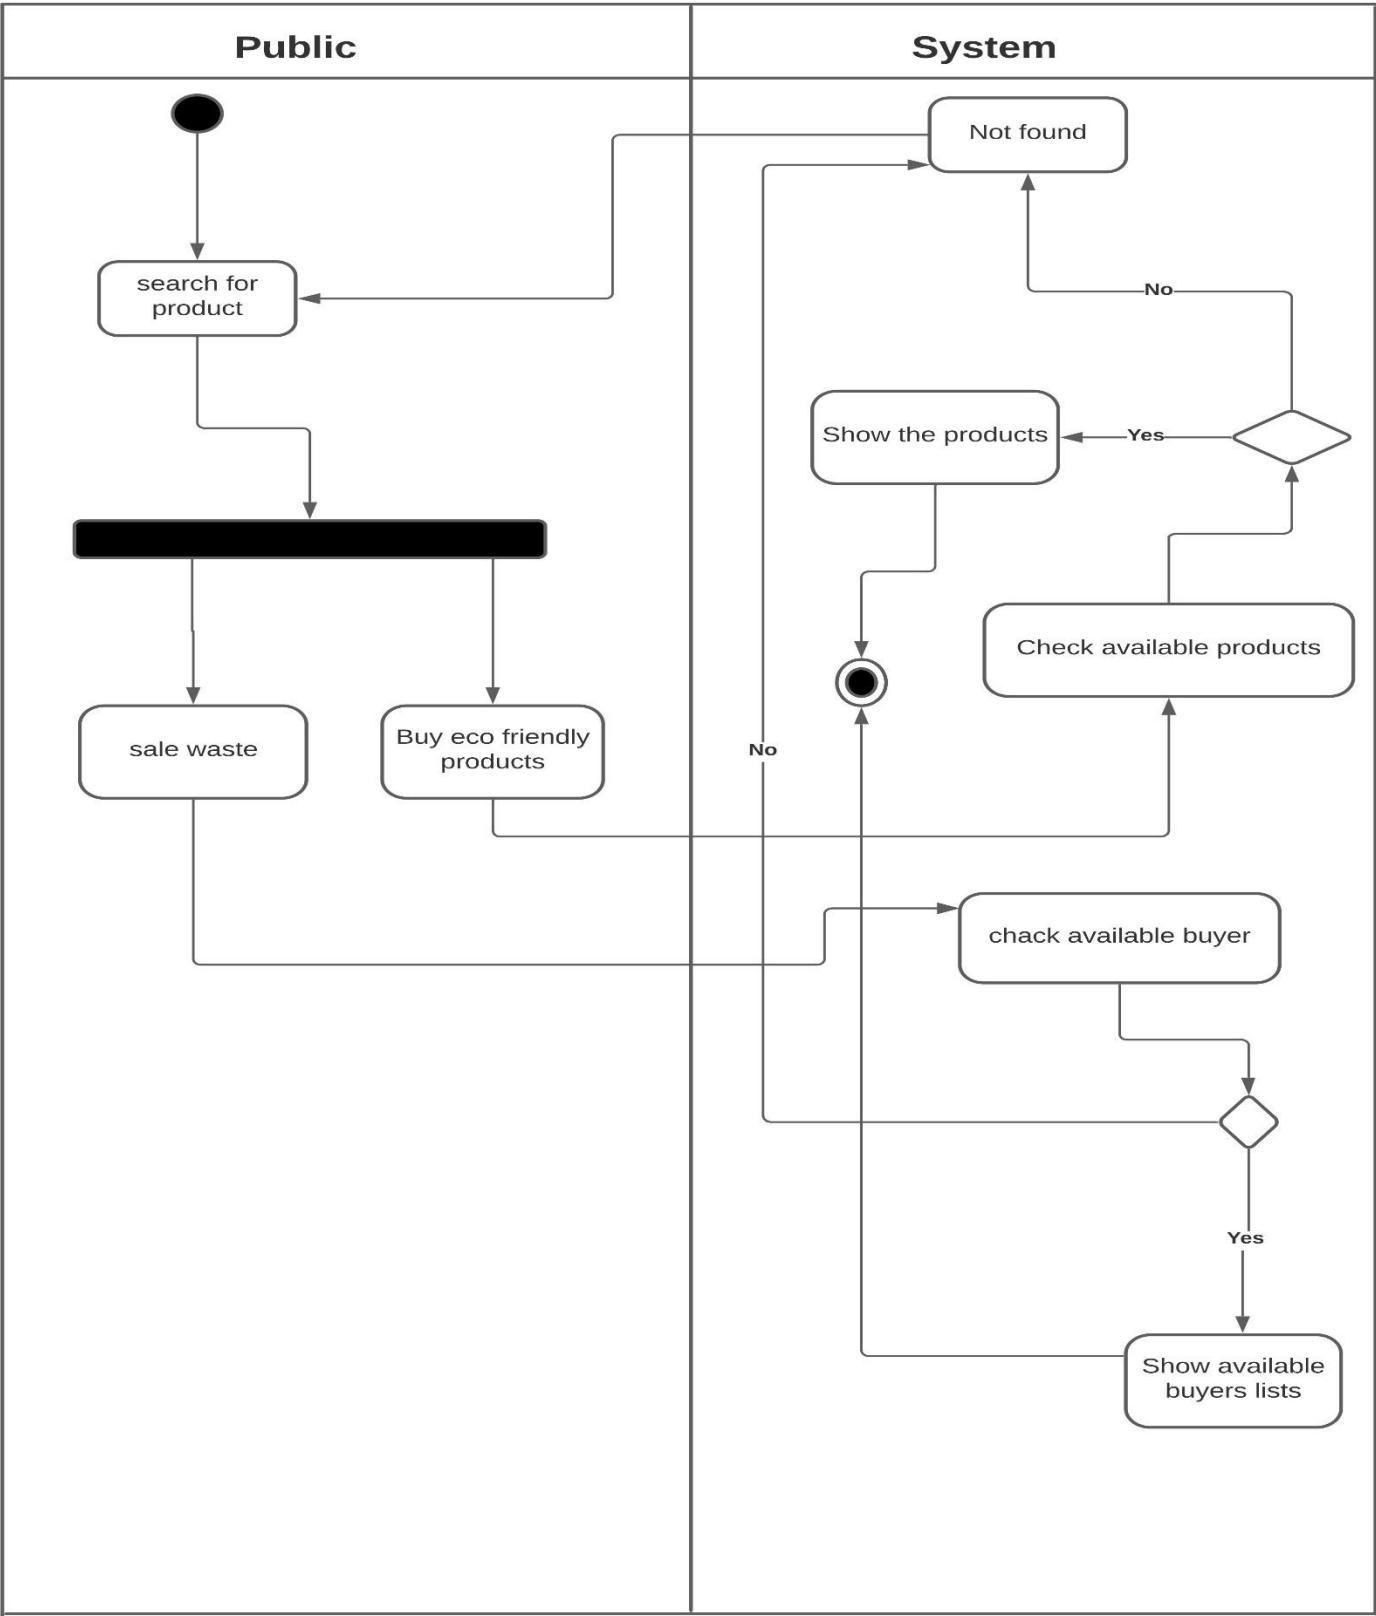 Public
System
Not found
search for
product
No
Show the products
Yes
Check available products
sale waste
Buy eco friendly
products
No
chack available buyer
Yes
Show available
buyers lists